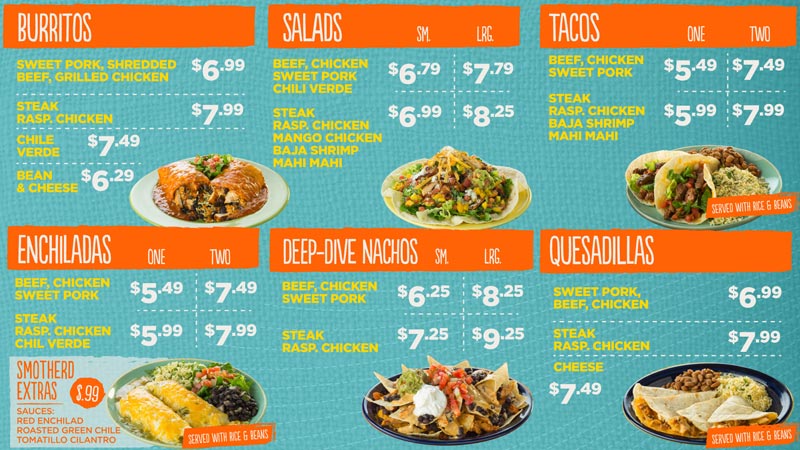 BURRITOS
SWEET PORK, SHREDDED
BEEF, GRILLED CHICKEN $6.99
STEAK
RASP. CHICKEN $7.99
CHILE
VERDE $7.49
BEAN
& CHEESE $6.29
SALADS SM. LRG.
BEEF, CHICKEN
SWEET PORK
CHILI VERDE $6.79 $7.79
STEAK
RASP. CHICKEN
MANGO CHICKEN
BAJA SHRIMP
MAHI MAHI $6.99 $8.25
TACOS ONE TWO
BEEF, CHICKEN
SWEET PORK $5.49 $7.49
STEAK
RASP. CHICKEN
BAJA SHRIMP
MAHI MAHI $5.99 $7.99
SERVED WITH RICE & BEANS
ENCHILADAS ONE TWO
BEEF, CHICKEN
SWEET PORK $5.49 $7.49
STEAK
RASP. CHICKEN
CHIL VERDE $5.99 $7.99
SMOTHERD
EXTRAS $.99
SAUCES:
RED ENCHILAD
ROASTED GREEN CHILE
TOMATILLO CILANTRO
SERVED WITH RICE & BEANS
DEEP-DIVE NACHOS SM. LRG.
BEEF, CHICKEN
SWEET PORK $6.25 $8.25
STEAK
RASP. CHICKEN $7.25 $9.25
QUESADILLAS
SWEET PORK,
BEEF, CHICKEN $6.99
STEAK
RASP. CHICKEN $7.99
CHEESE
$7.49
SERVED WITH RICE & BEANS